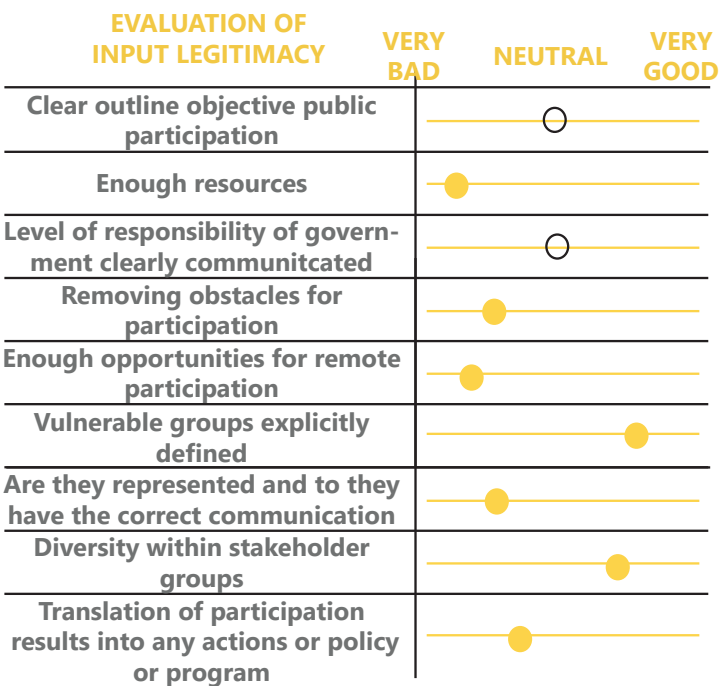 EVALUATION OF
INPUT LEGITIMACY
VERY
BAD
NEUTRAL
VERY
GOOD
Clear outline objective public
participation
Enough resources
Level of responsibility of govern-
ment clearly communitcated
Removing obstacles for
participation
Enough opportunities for remote
participation
Vulnerable groups explicitly
defined
Are they represented and to they
have the correct communication
Diversity within stakeholder
groups
Translation of participation
results into any actions or policy
or program